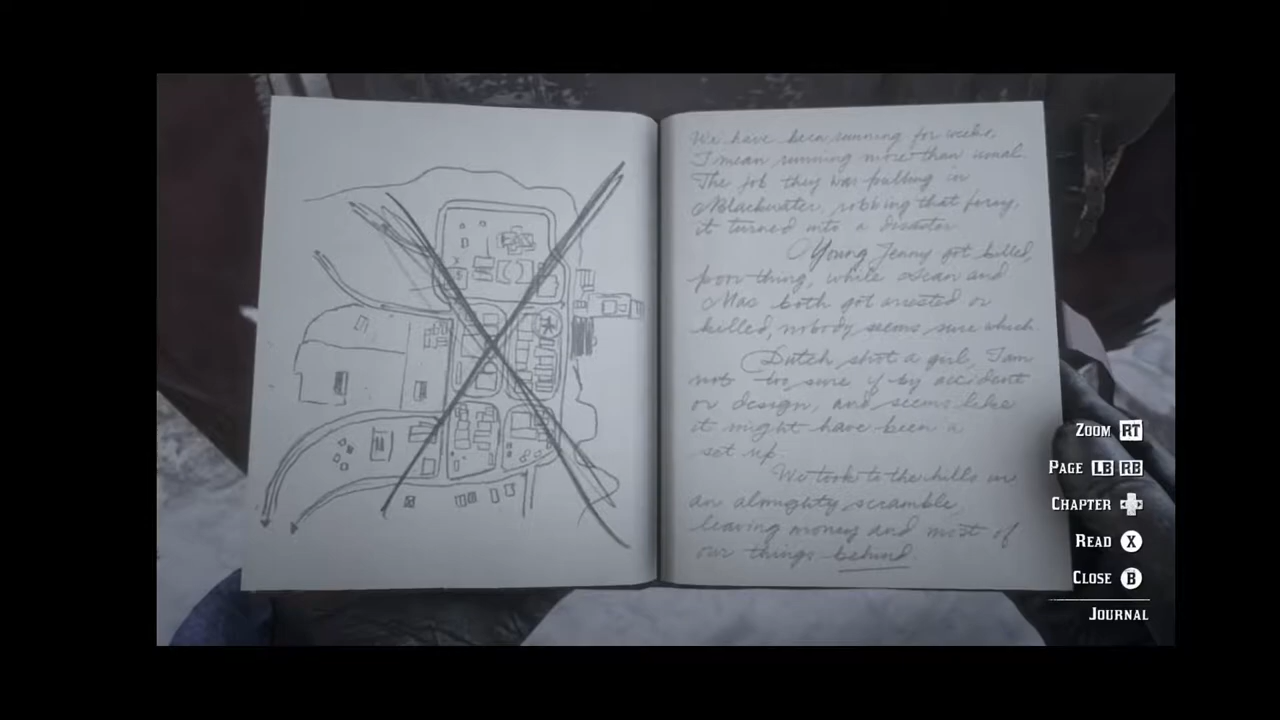 We have been running for weeks,
I mean running more than usual.
The job they was pulling in
Blackwater, robbing that ferry,
it turned into a disaster
Young Jenny got killed,
poor thing, while Sean and
Mac both got arrested or
killed, nobody seems sure which.
Dutch shot a girl, I am
not too sure if by accident
or design, and seems like
it might have been a
set up.
We took to the hills in
an almighty scramble,
leaving money and most of
our things behind
ZOOM RT
PAGE LB RB
CHAPTER
READ X
CLOSE B
JOURNAL